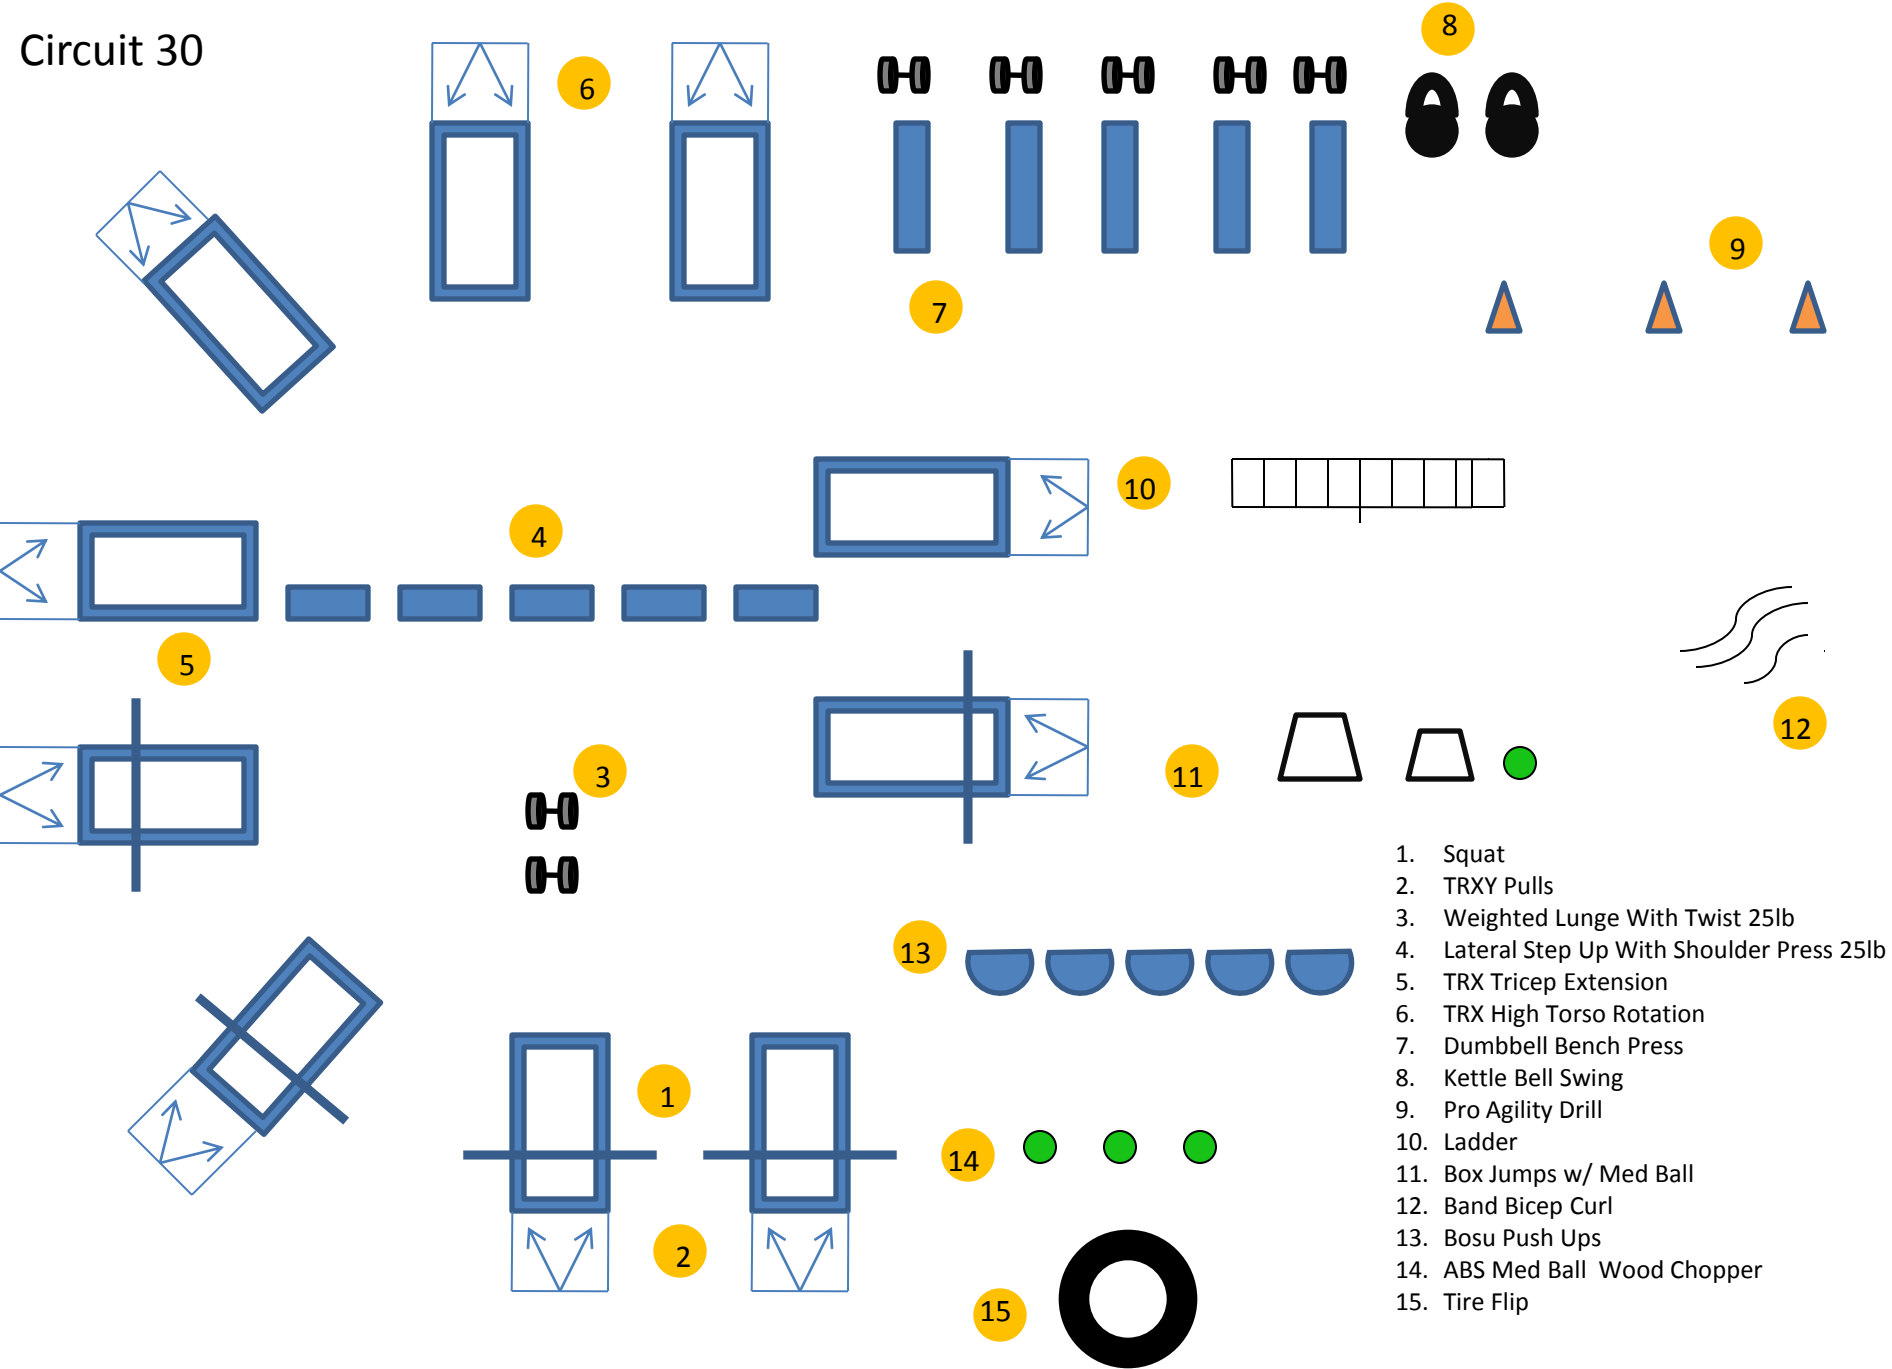 Circuit 30
8
6
9
7
10
4
5
12
3
11
1. Squat
2. TRXY Pulls
3. Weighted Lunge With Twist 25lb
4. Lateral Step Up With Shoulder Press 25lb
5. TRX Tricep Extension
6. TRX High Torso Rotation
7. Dumbbell Bench Press
8. Kettle Bell Swing
9. Pro Agility Drill
10. Ladder
11. Box Jumps w/ Med Ball
12. Band Bicep Curl
13. Bosu Push Ups
14. ABS Med Ball  Wood Chopper
15. Tire Flip
13
1
14
2
15